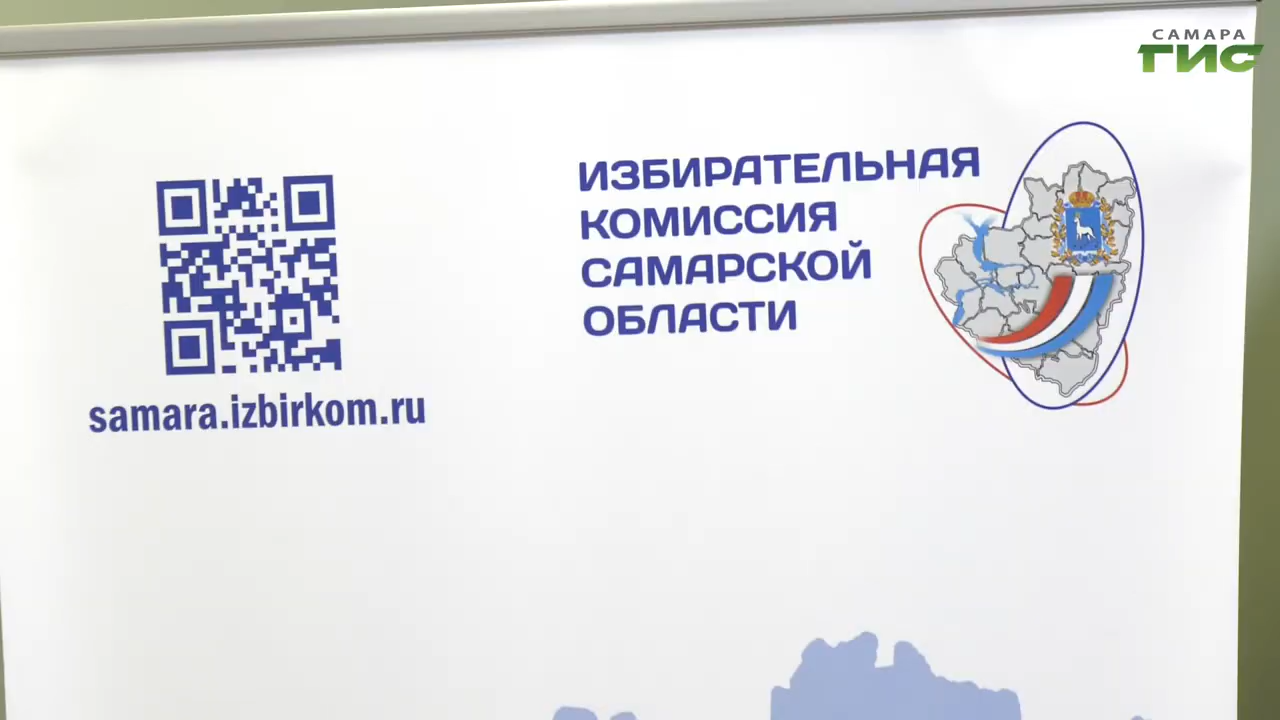 САМАРА
ГИС
ИЗБИРАТЕЛЬНАЯ
КОМИССИЯ
САМАРСКОЙ
ОБЛАСТИ
samara.izbirkom.ru